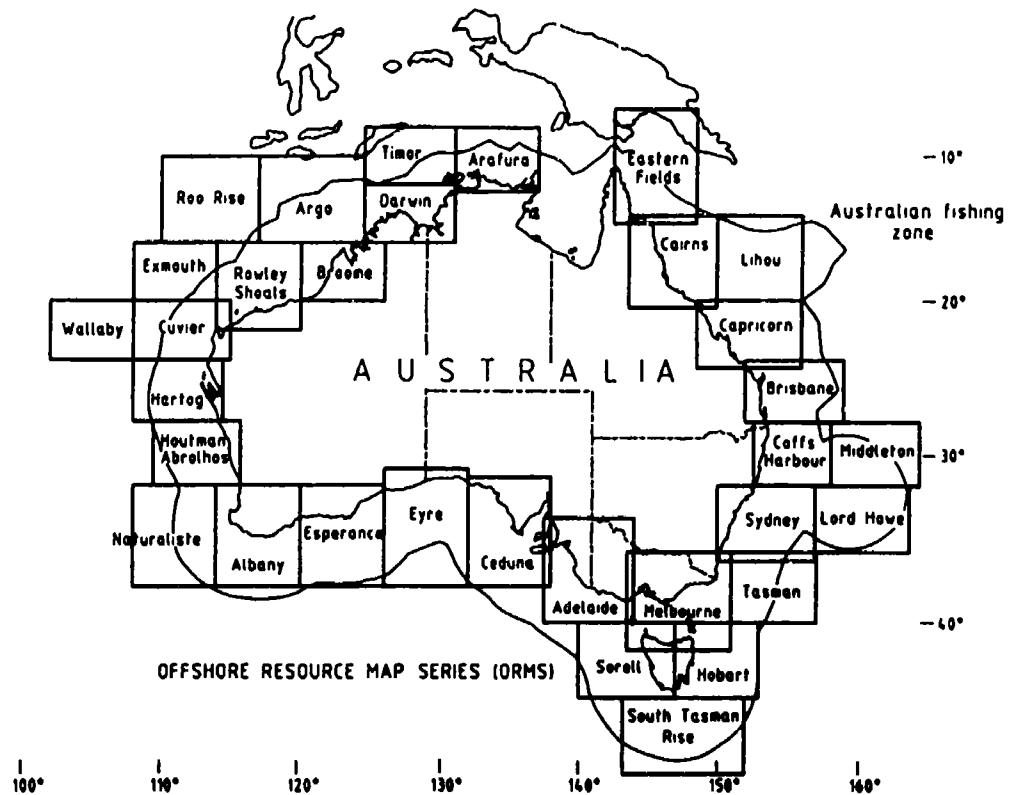 Timor
Arafura
Eastern
Fields
—10°
Roo Rise
Argo
Darwin
Australian fishing
zone
Exmouth
Rowley
Shoals
Broome
Cairns
Lihou
—20°
Wallaby
Cuvier
Capricorn
AUSTRALIA
Hartog
Brisbane
Houtman
Abrolhos
Coffs
Harbour
Middleton
—30°
Naturaliste
Albany
Esperance
Eyre
Ceduna
Sydney
Lord Howe
Adelaide
Melbourne
Tasman
—40°
OFFSHORE RESOURCE MAP SERIES (ORMS)
Sorell
Hobart
South Tasman
Rise
100°
110°
120°
130°
140°
150°
160°